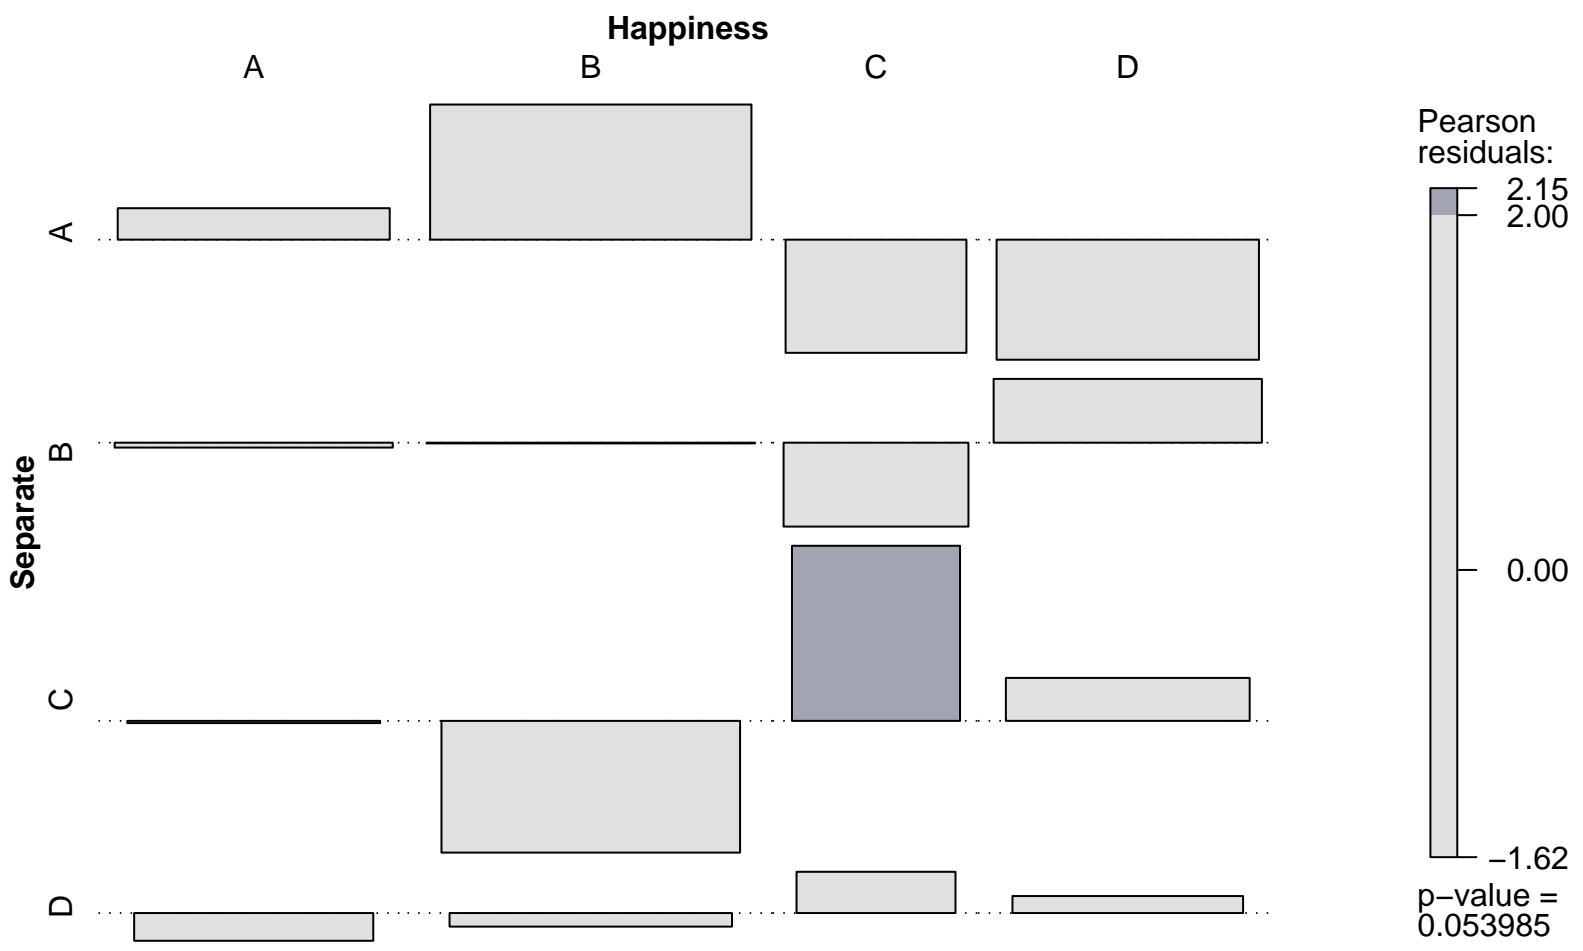 Happiness
A B C D
Separate
A
B
C
D
Pearson
residuals:
2.15
2.00
0.00
−1.62
p−value =
0.053985